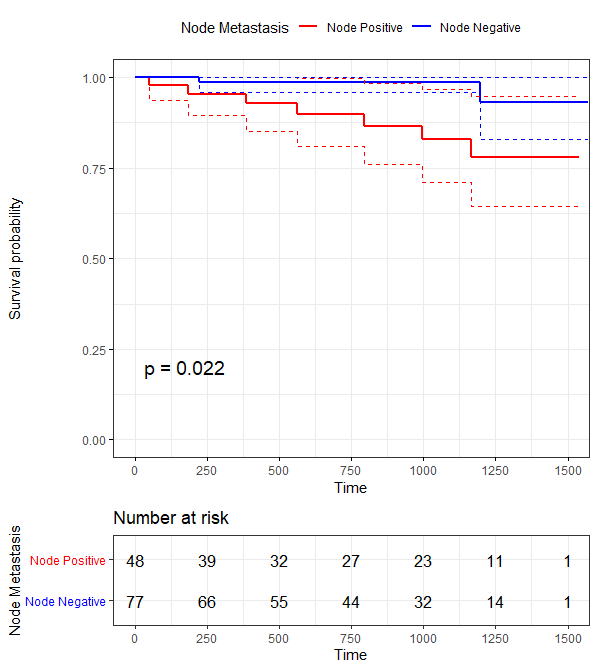 Node Metastasis Node Positive Node Negative
Survival probability
1.00
0.75
0.50
0.25
0.00
p = 0.022
0 250 500 750 1000 1250 1500
Time
Number at risk
Node Metastasis
Node Positive 48 39 32 27 23 11 1
Node Negative 77 66 55 44 32 14 1
0 250 500 750 1000 1250 1500
Time